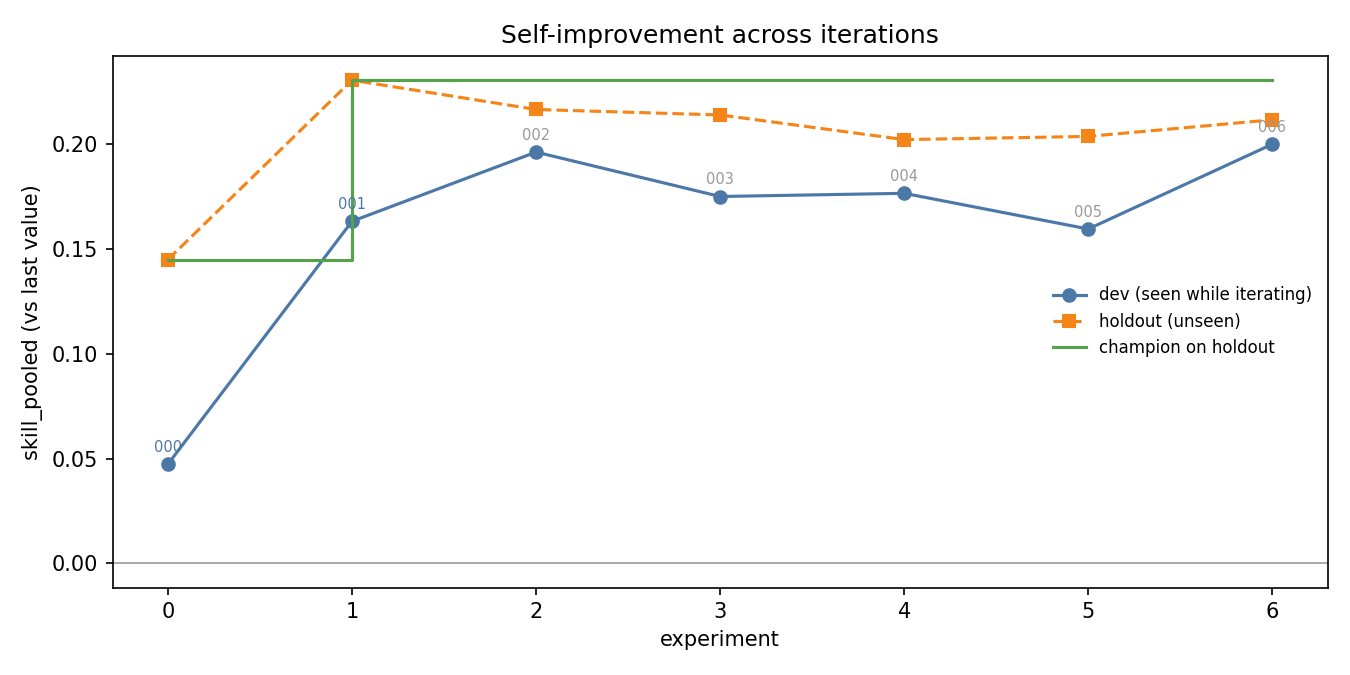 Self-improvement across iterations
skill_pooled (vs last value)
0.20
0.15
0.10
0.05
0.00
000
001
002
003
004
005
006
dev (seen while iterating)
holdout (unseen)
champion on holdout
0 1 2 3 4 5 6
experiment